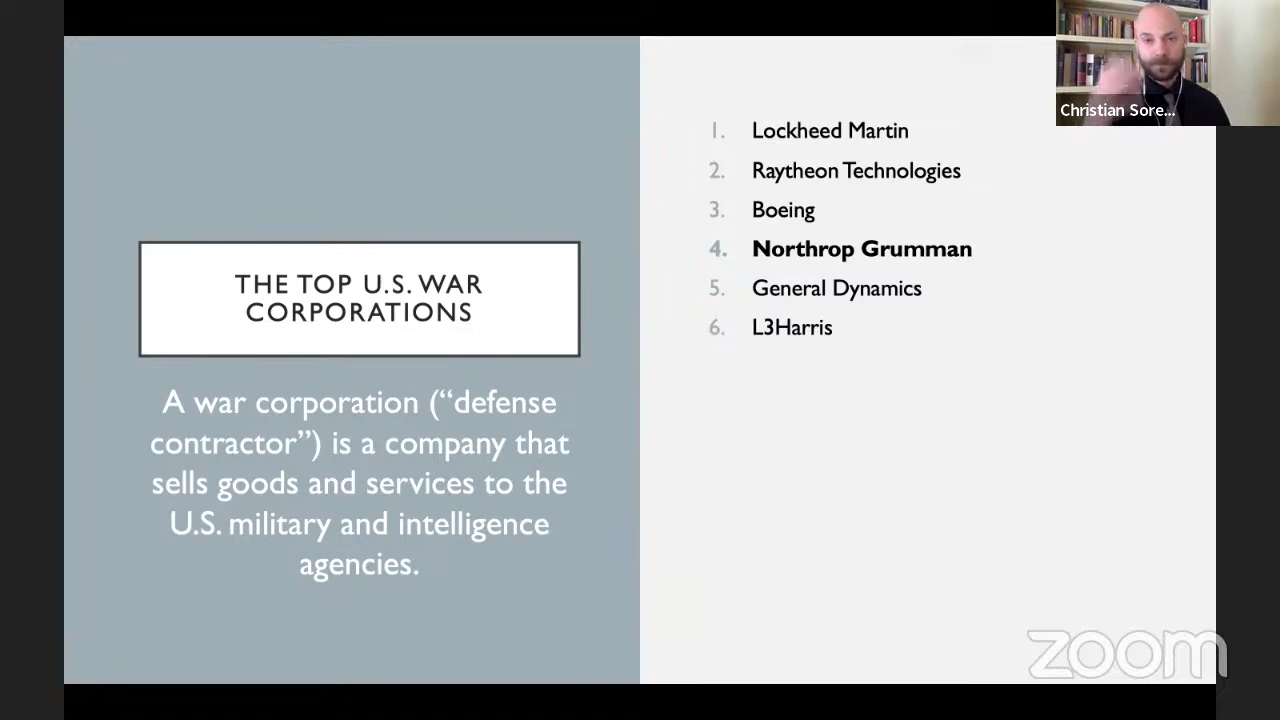 THE TOP U.S. WAR
CORPORATIONS
A war corporation (“defense
contractor”) is a company that
sells goods and services to the
U.S. military and intelligence
agencies.
1. Lockheed Martin
2. Raytheon Technologies
3. Boeing
4. Northrop Grumman
5. General Dynamics
6. L3Harris
Christian Sore...
zoom